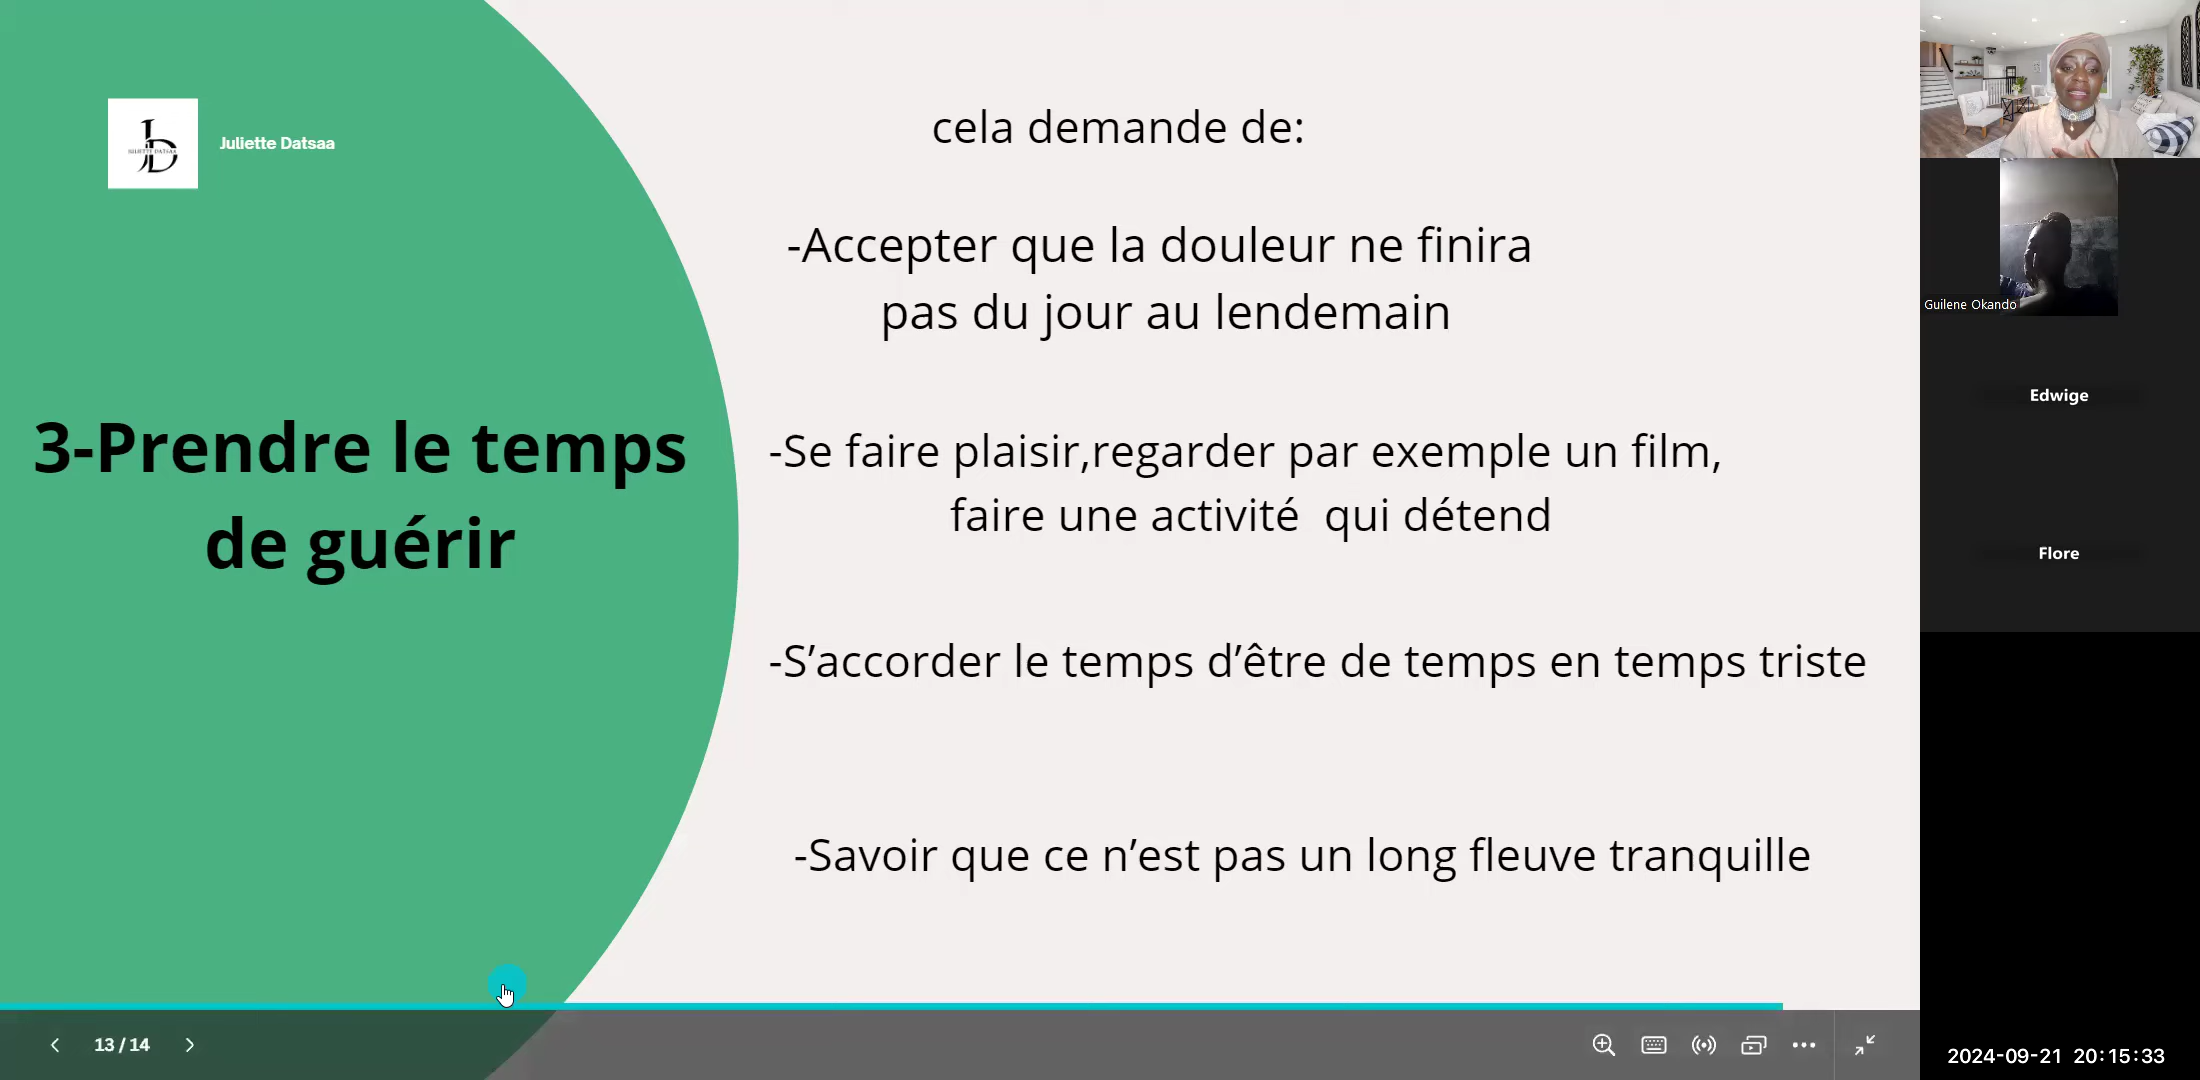 JULIETTE DATSAA
Juliette Datsaa
3-Prendre le temps
de guérir
cela demande de:
-Accepter que la douleur ne finira
pas du jour au lendemain
-Se faire plaisir,regarder par exemple un film,
faire une activité  qui détend
-S’accorder le temps d’être de temps en temps triste
-Savoir que ce n’est pas un long fleuve tranquille
13 / 14
Guilene Okando
Edwige
Flore
2024-09-21 20:15:33